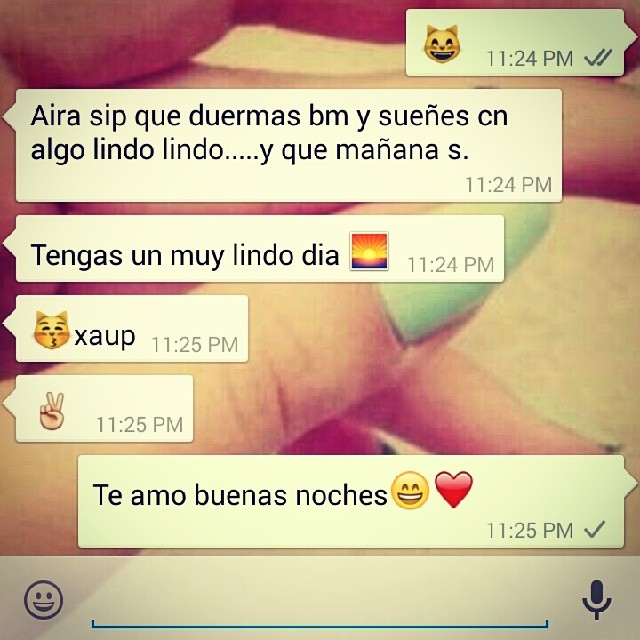 😸 11:24 PM
Aira sip que duermas bm y sueñes cn
algo lindo lindo.....y que mañana s.
11:24 PM
Tengas un muy lindo dia 🌅 11:24 PM
😽xaup 11:25 PM
✌ 11:25 PM
Te amo buenas noches😄❤
11:25 PM